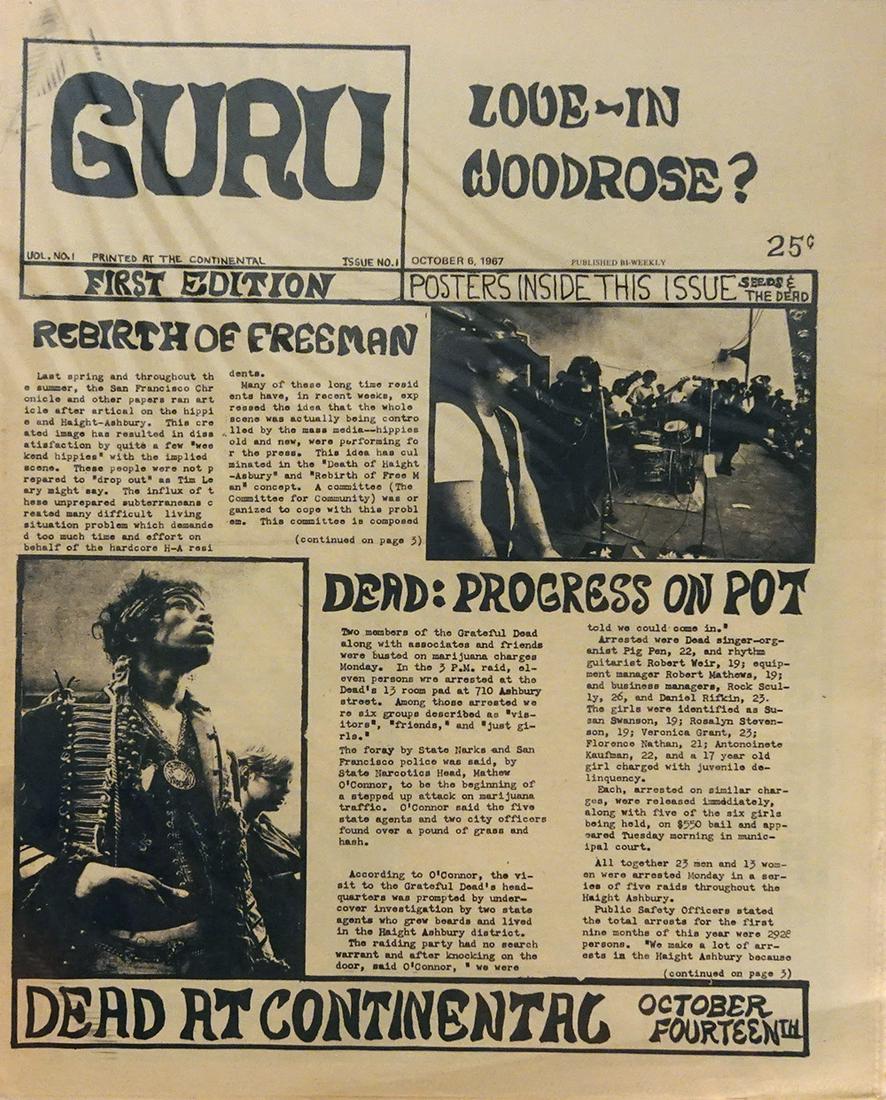 GURU
VOL. NO.1 PRINTED AT THE CONTINENTAL ISSUE NO.1
FIRST EDITION
LOVE-IN
WOODROSE?
25¢
OCTOBER 6, 1967 PUBLISHED BI-WEEKLY
POSTERS INSIDE THIS ISSUE SEEDS &
THE DEAD
REBIRTH OF FREEMAN
Last spring and throughout th
e summer, the San Francisco Chr
onicle and other papers ran art
icle after artical on the hippi
e and Haight-Ashbury. This cre
ated image has resulted in diss
atisfaction by quite a few "wee
kend hippies" with the implied
scene. These people were not p
repared to "drop out" as Tim Le
ary might say. The influx of t
hese unprepared subterraneans c
reated many difficult living
situation problem which demande
d too much time and effort on
behalf of the hardcore H-A resi
dents.
Many of these long time resid
ents have, in recent weeks, exp
ressed the idea that the whole
scene was actually being contro
lled by the mass media--hippies
old and new, were performing fo
r the press. This idea has cul
minated in the "Death of Haight
-Asbury" and "Rebirth of Free M
an" concept. A committee (The
Committee for Community) was or
ganized to cope with this probl
em. This committee is composed
(continued on page 3)
DEAD: PROGRESS ON POT
Two members of the Grateful Dead
along with associates and friends
were busted on marijuana charges
Monday. In the 3 P.M. raid, el-
even persons wre arrested at the
Dead's 13 room pad at 710 Ashbury
street. Among those arrested we
re six groups described as "vis-
itors", "friends," and "just gi-
rls."
The foray by State Narks and San
Francisco police was said, by
State Narcotics Head, Mathew
O'Connor, to be the beginning of
a stepped up attack on marijuana
traffic. O'Connor said the five
state agents and two city officers
found over a pound of grass and
hash.
According to O'Connor, the vi-
sit to the Grateful Dead's head-
quarters was prompted by under-
cover investigation by two state
agents who grew beards and lived
in the Haight Ashbury district.
The raiding party had no search
warrant and after knocking on the
door, said O'Connor, " we were
told we could come in."
Arrested were Dead singer-org-
anist Pig Pen, 22, and rhythm
guitarist Robert Weir, 19; equip-
ment manager Robert Mathews, 19;
and business managers, Rock Scul-
ly, 26, and Daniel Rifkin, 23.
The girls were identified as Su-
san Swanson, 19; Rosalyn Steven-
son, 19; Veronica Grant, 23;
Florence Nathan, 21; Antoncinete
Kaufman, 22, and a 17 year old
girl charged with juvenile de-
linquency.
Each, arrested on similar char-
ges, were released immediately,
along with five of the six girls
being held, on $550 bail and app-
eared Tuesday morning in munic-
ipal court.
All together 23 men and 13 wom-
en were arrested Monday in a ser-
ies of five raids throughout the
Haight Ashbury.
Public Safety Officers stated
the total arrests for the first
nine months of this year were 2928
persons. "We make a lot of arr-
ests in the Haight Ashbury because
(continued on page 3)
DEAD AT CONTINENTAL OCTOBER
FOURTEENTH